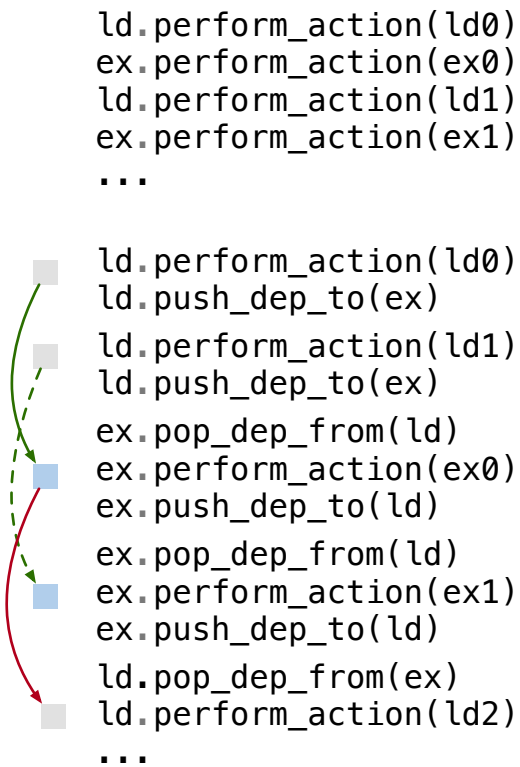 ld.perform_action(ld0)
ex.perform_action(ex0)
ld.perform_action(ld1)
ex.perform_action(ex1)
...
ld.perform_action(ld0)
ld.push_dep_to(ex)
ld.perform_action(ld1)
ld.push_dep_to(ex)
ex.pop_dep_from(ld)
ex.perform_action(ex0)
ex.push_dep_to(ld)
ex.pop_dep_from(ld)
ex.perform_action(ex1)
ex.push_dep_to(ld)
ld.pop_dep_from(ex)
ld.perform_action(ld2)
...